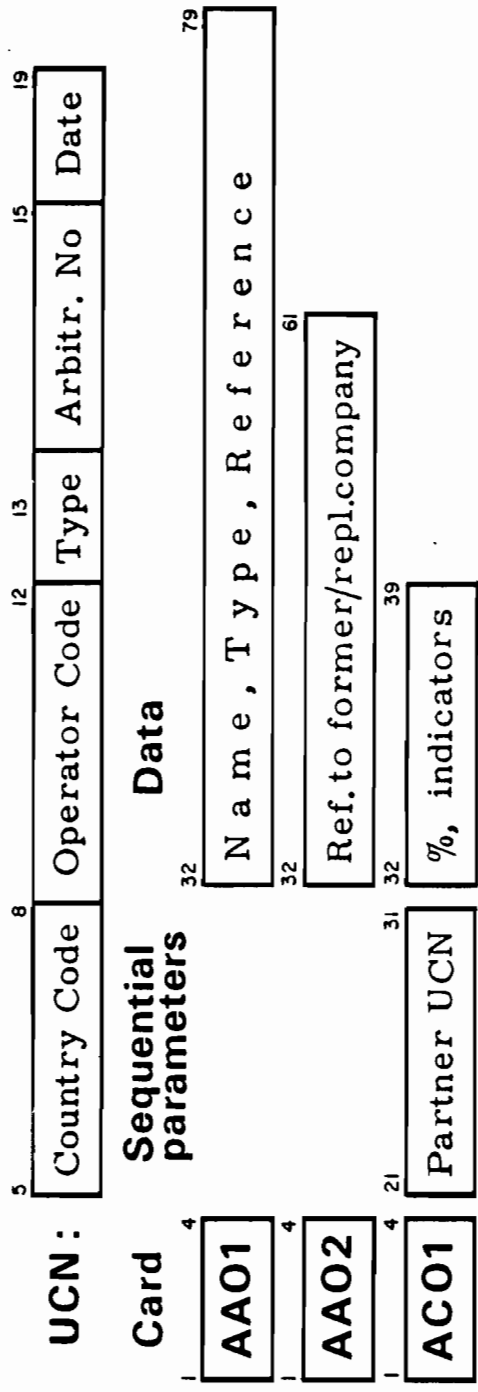 5 8 12 13 15 19
UCN: Country Code Operator Code Type Arbitr. No Date
Card Sequential parameters Data
1 4 32 79
AA01 Name, Type, Reference
1 4 32 61
AA02 Ref. to former/repl.company
1 4 21 31 32 39
AC01 Partner UCN %, indicators